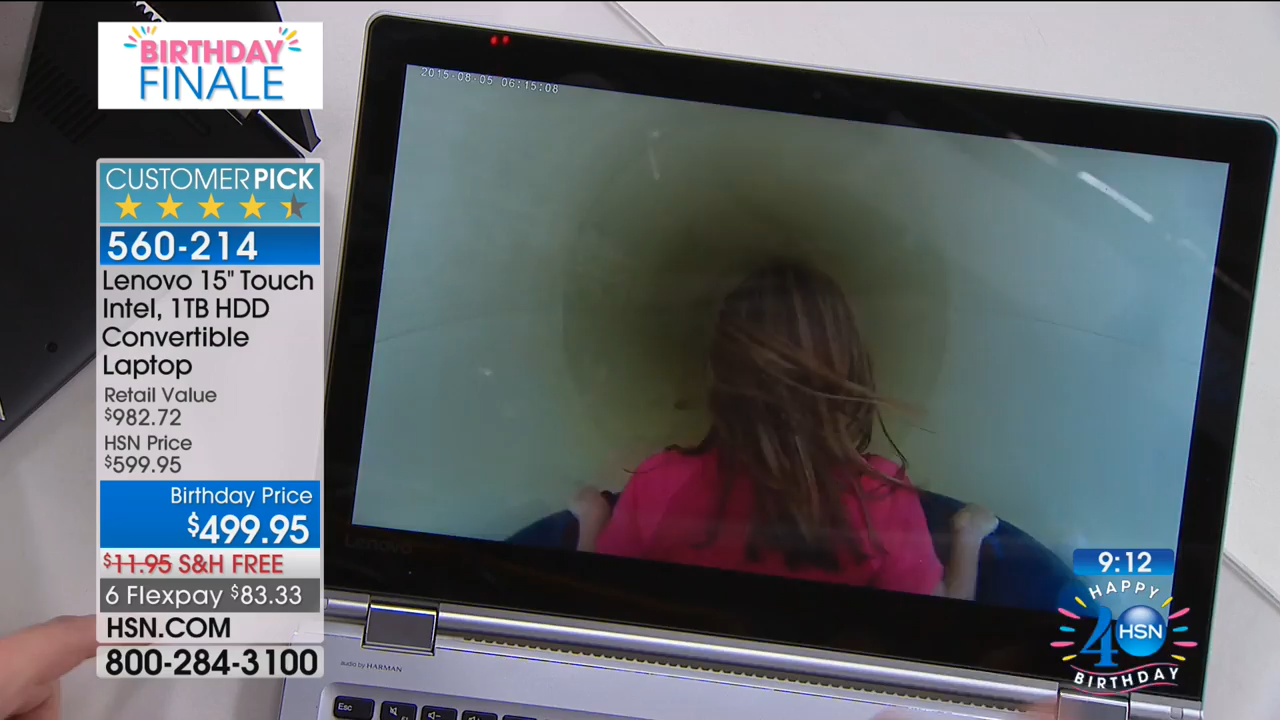 BIRTHDAY
FINALE
CUSTOMER PICK
560-214
Lenovo 15" Touch
Intel, 1TB HDD
Convertible
Laptop
Retail Value
$982.72
HSN Price
$599.95
Birthday Price
$499.95
$11.95 S&H FREE
6 Flexpay $83.33
HSN.COM
800-284-3100
2015-08-05 06:15:08
Lenovo
audio by HARMAN
Esc
9:12
HAPPY
40
HSN
BIRTHDAY